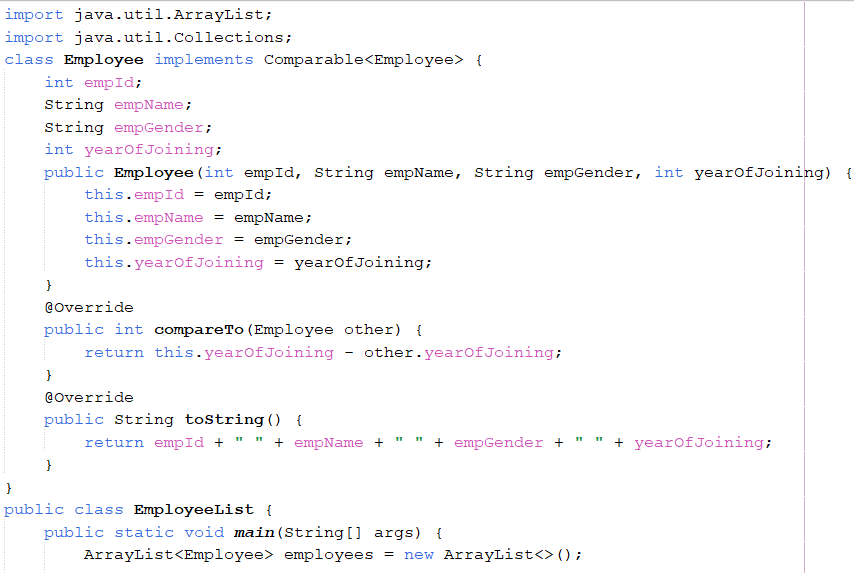 import java.util.ArrayList;
import java.util.Collections;
class Employee implements Comparable<Employee> {
    int empId;
    String empName;
    String empGender;
    int yearOfJoining;
    public Employee(int empId, String empName, String empGender, int yearOfJoining) {
        this.empId = empId;
        this.empName = empName;
        this.empGender = empGender;
        this.yearOfJoining = yearOfJoining;
    }
    @Override
    public int compareTo(Employee other) {
        return this.yearOfJoining - other.yearOfJoining;
    }
    @Override
    public String toString() {
        return empId + " " + empName + " " + empGender + " " + yearOfJoining;
    }
}
public class EmployeeList {
    public static void main(String[] args) {
        ArrayList<Employee> employees = new ArrayList<>();